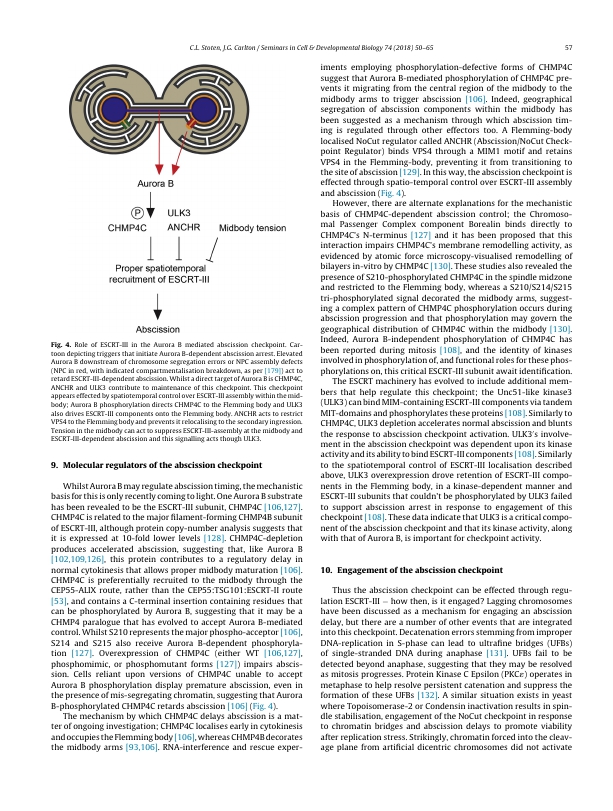 C.L. Stoten, J.G. Carlton / Seminars in Cell & Developmental Biology 74 (2018) 50–65
57
Aurora B
P
ULK3
CHMP4C
ANCHR
Midbody tension
Proper spatiotemporal
recruitment of ESCRT-III
Abscission
Fig. 4. Role of ESCRT-III in the Aurora B mediated abscission checkpoint. Car-
toon depicting triggers that initiate Aurora B-dependent abscission arrest. Elevated
Aurora B downstream of chromosome segregation errors or NPC assembly defects
(NPC in red, with indicated compartmentalisation breakdown, as per [179]) act to
retard ESCRT-III-dependent abscission. Whilst a direct target of Aurora B is CHMP4C,
ANCHR and ULK3 contribute to maintenance of this checkpoint. This checkpoint
appears effected by spatiotemporal control over ESCRT-III assembly within the mid-
body; Aurora B phosphorylation directs CHMP4C to the Flemming body and ULK3
also drives ESCRT-III components onto the Flemming body. ANCHR acts to restrict
VPS4 to the Flemming body and prevents it relocalising to the secondary ingression.
Tension in the midbody can act to suppress ESCRT-III-assembly at the midbody and
ESCRT-III-dependent abscission and this signalling acts though ULK3.
9. Molecular regulators of the abscission checkpoint
Whilst Aurora B may regulate abscission timing, the mechanistic
basis for this is only recently coming to light. One Aurora B substrate
has been revealed to be the ESCRT-III subunit, CHMP4C [106,127].
CHMP4C is related to the major filament-forming CHMP4B subunit
of ESCRT-III, although protein copy-number analysis suggests that
it is expressed at 10-fold lower levels [128]. CHMP4C-depletion
produces accelerated abscission, suggesting that, like Aurora B
[102,109,126], this protein contributes to a regulatory delay in
normal cytokinesis that allows proper midbody maturation [106].
CHMP4C is preferentially recruited to the midbody through the
CEP55-ALIX route, rather than the CEP55:TSG101:ESCRT-II route
[53], and contains a C-terminal insertion containing residues that
can be phosphorylated by Aurora B, suggesting that it may be a
CHMP4 paralogue that has evolved to accept Aurora B-mediated
control. Whilst S210 represents the major phospho-acceptor [106],
S214 and S215 also receive Aurora B-dependent phosphoryla-
tion [127]. Overexpression of CHMP4C (either WT [106,127],
phosphomimic, or phosphomutant forms [127]) impairs abscis-
sion. Cells reliant upon versions of CHMP4C unable to accept
Aurora B phosphorylation display premature abscission, even in
the presence of mis-segregating chromatin, suggesting that Aurora
B-phosphorylated CHMP4C retards abscission [106] (Fig. 4).
The mechanism by which CHMP4C delays abscission is a mat-
ter of ongoing investigation; CHMP4C localises early in cytokinesis
and occupies the Flemming body [106], whereas CHMP4B decorates
the midbody arms [93,106]. RNA-interference and rescue exper-
iments employing phosphorylation-defective forms of CHMP4C
suggest that Aurora B-mediated phosphorylation of CHMP4C pre-
vents it migrating from the central region of the midbody to the
midbody arms to trigger abscission [106]. Indeed, geographical
segregation of abscission components within the midbody has
been suggested as a mechanism through which abscission tim-
ing is regulated through other effectors too. A Flemming-body
localised NoCut regulator called ANCHR (Abscission/NoCut Check-
point Regulator) binds VPS4 through a MIM1 motif and retains
VPS4 in the Flemming-body, preventing it from transitioning to
the site of abscission [129]. In this way, the abscission checkpoint is
effected through spatio-temporal control over ESCRT-III assembly
and abscission (Fig. 4).
However, there are alternate explanations for the mechanistic
basis of CHMP4C-dependent abscission control; the Chromoso-
mal Passenger Complex component Borealin binds directly to
CHMP4C's N-terminus [127] and it has been proposed that this
interaction impairs CHMP4C's membrane remodelling activity, as
evidenced by atomic force microscopy-visualised remodelling of
bilayers in-vitro by CHMP4C [130]. These studies also revealed the
presence of S210-phosphorylated CHMP4C in the spindle midzone
and restricted to the Flemming body, whereas a S210/S214/S215
tri-phosphorylated signal decorated the midbody arms, suggest-
ing a complex pattern of CHMP4C phosphorylation occurs during
abscission progression and that phosphorylation may govern the
geographical distribution of CHMP4C within the midbody [130].
Indeed, Aurora B-independent phosphorylation of CHMP4C has
been reported during mitosis [108], and the identity of kinases
involved in phosphorylation of, and functional roles for these phos-
phorylations on, this critical ESCRT-III subunit await identification.
The ESCRT machinery has evolved to include additional mem-
bers that help regulate this checkpoint; the Unc51-like kinase3
(ULK3) can bind MIM-containing ESCRT-III components via tandem
MIT-domains and phosphorylates these proteins [108]. Similarly to
CHMP4C, ULK3 depletion accelerates normal abscission and blunts
the response to abscission checkpoint activation. ULK3's involve-
ment in the abscission checkpoint was dependent upon its kinase
activity and its ability to bind ESCRT-III components [108]. Similarly
to the spatiotemporal control of ESCRT-III localisation described
above, ULK3 overexpression drove retention of ESCRT-III compo-
nents in the Flemming body, in a kinase-dependent manner and
ESCRT-III subunits that couldn't be phosphorylated by ULK3 failed
to support abscission arrest in response to engagement of this
checkpoint [108]. These data indicate that ULK3 is a critical compo-
nent of the abscission checkpoint and that its kinase activity, along
with that of Aurora B, is important for checkpoint activity.
10. Engagement of the abscission checkpoint
Thus the abscission checkpoint can be effected through regu-
lation ESCRT-III – how then, is it engaged? Lagging chromosomes
have been discussed as a mechanism for engaging an abscission
delay, but there are a number of other events that are integrated
into this checkpoint. Decatenation errors stemming from improper
DNA-replication in S-phase can lead to ultrafine bridges (UFBs)
of single-stranded DNA during anaphase [131]. UFBs fail to be
detected beyond anaphase, suggesting that they may be resolved
as mitosis progresses. Protein Kinase C Epsilon (PKCε) operates in
metaphase to help resolve persistent catenation and suppress the
formation of these UFBs [132]. A similar situation exists in yeast
where Topoisomerase-2 or Condensin inactivation results in spin-
dle stabilisation, engagement of the NoCut checkpoint in response
to chromatin bridges and abscission delays to promote viability
after replication stress. Strikingly, chromatin forced into the cleav-
age plane from artificial dicentric chromosomes did not activate